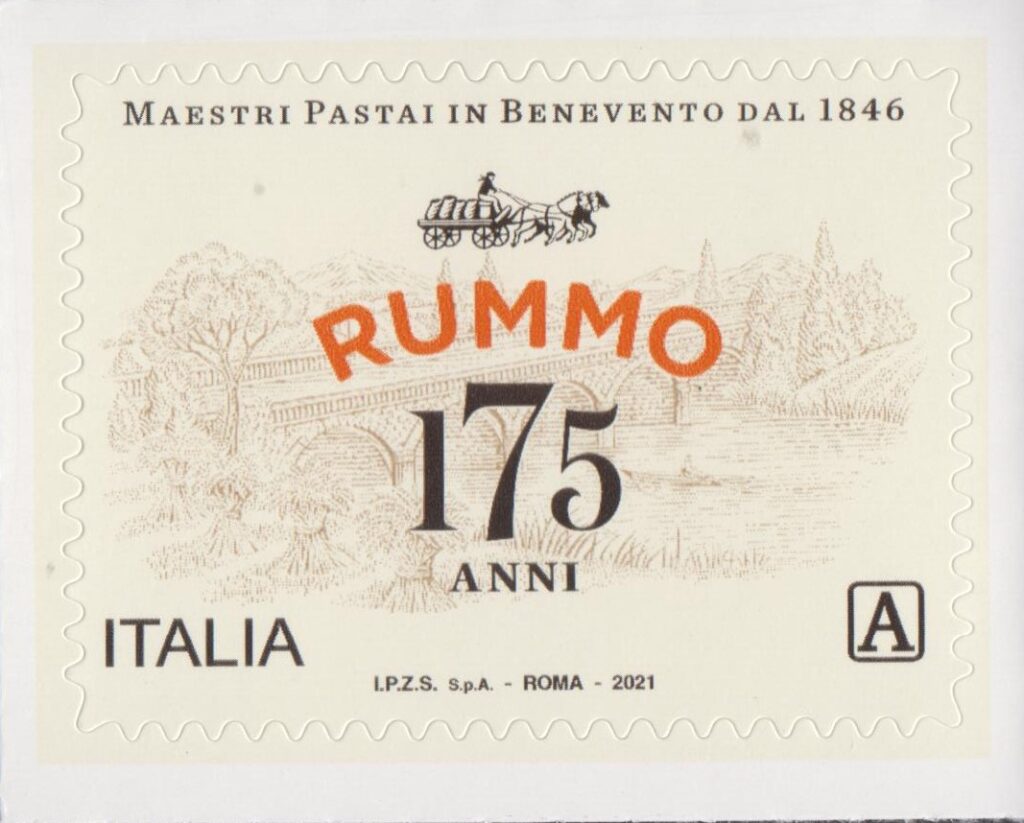 MAESTRI PASTAI IN BENEVENTO DAL 1846
RUMMO
175
ANNI
ITALIA
A
I.P.Z.S. S.p.A. - ROMA - 2021